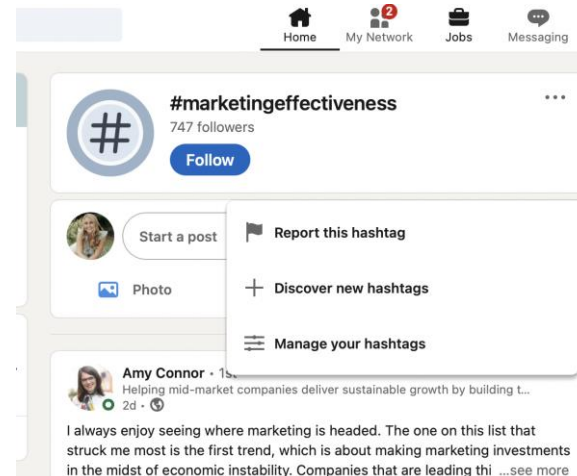 2
Home My Network Jobs Messaging
#marketingeffectiveness
747 followers
Follow
Start a post
Report this hashtag
Photo
Discover new hashtags
Manage your hashtags
Amy Connor • 1st
Helping mid-market companies deliver sustainable growth by building t...
2d •
I always enjoy seeing where marketing is headed. The one on this list that
struck me most is the first trend, which is about making marketing investments
in the midst of economic instability. Companies that are leading thi ...see more